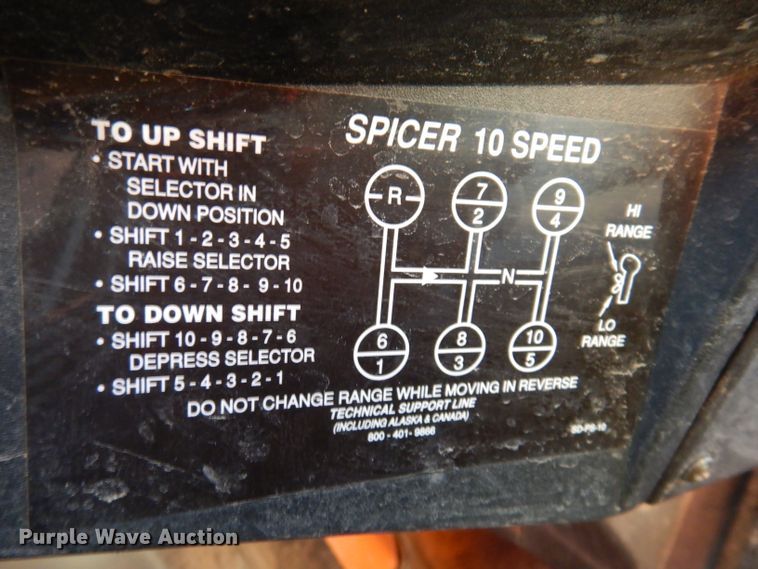 TO UP SHIFT
• START WITH
SELECTOR IN
DOWN POSITION
• SHIFT 1 - 2 - 3 - 4 - 5
RAISE SELECTOR
• SHIFT 6 - 7 - 8 - 9 - 10
TO DOWN SHIFT
• SHIFT 10 - 9 - 8 - 7 - 6
DEPRESS SELECTOR
• SHIFT 5 - 4 - 3 - 2 - 1
SPICER 10 SPEED
R 7 9
2 4
HI
RANGE
N
LO
RANGE
6 8 10
1 3 5
DO NOT CHANGE RANGE WHILE MOVING IN REVERSE
TECHNICAL SUPPORT LINE
(INCLUDING ALASKA & CANADA)
800 - 401 - 9866
SD-PS-10
Purple Wave Auction